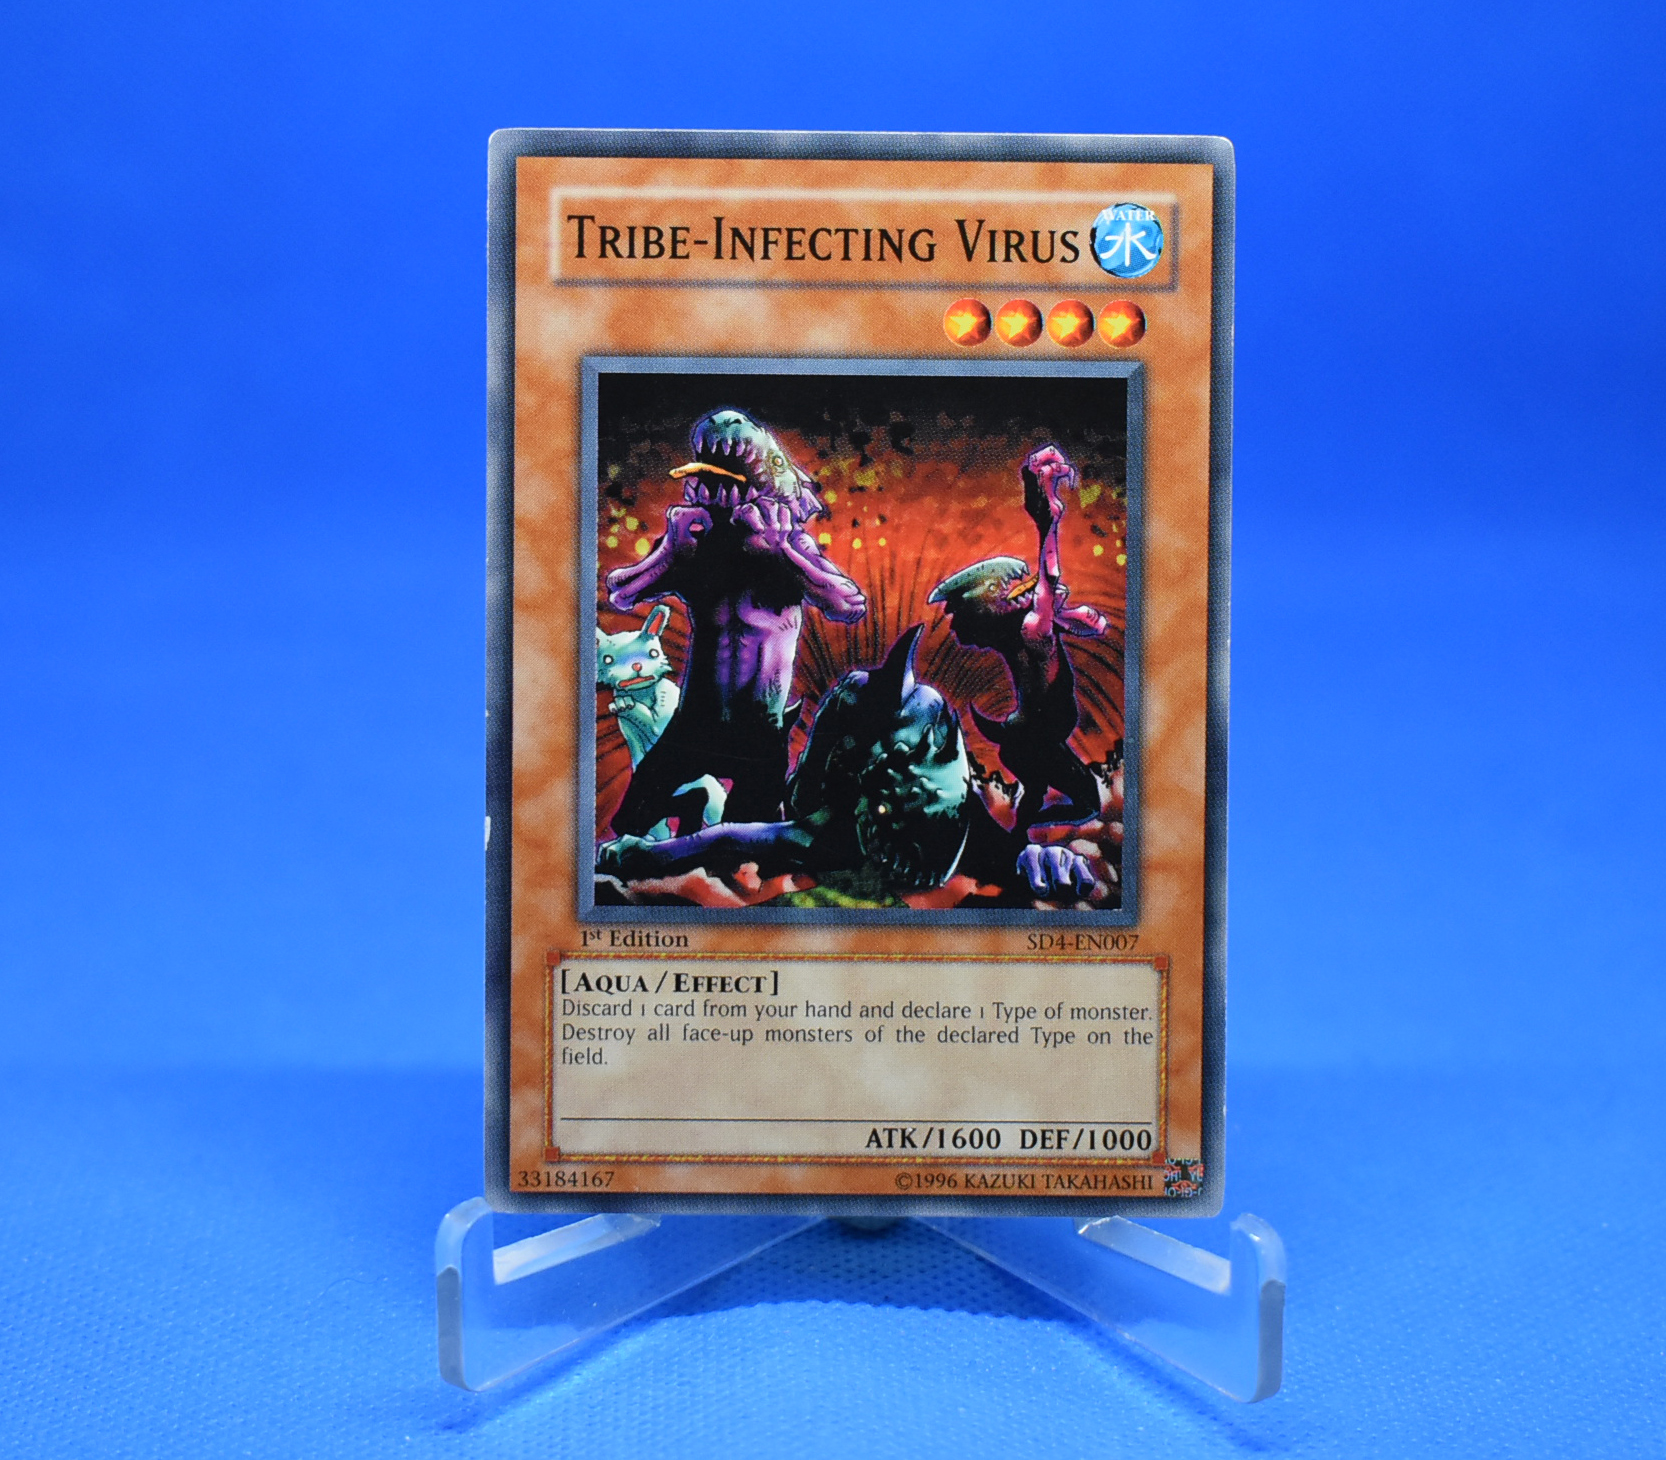 TRIBE-INFECTING VIRUS
WATER
水
1st Edition
SD4-EN007
[AQUA / EFFECT]
Discard 1 card from your hand and declare 1 Type of monster.
Destroy all face-up monsters of the declared Type on the
field.
ATK/1600 DEF/1000
33184167
©1996 KAZUKI TAKAHASHI